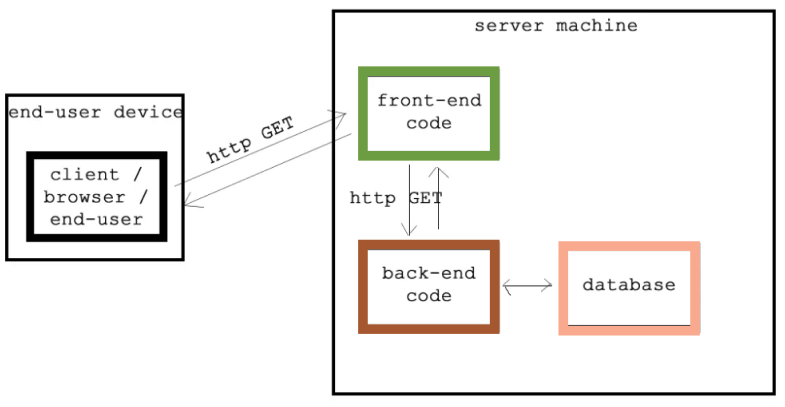 server machine
end-user device
client /
browser /
end-user
http GET
front-end
code
http GET
back-end
code
database